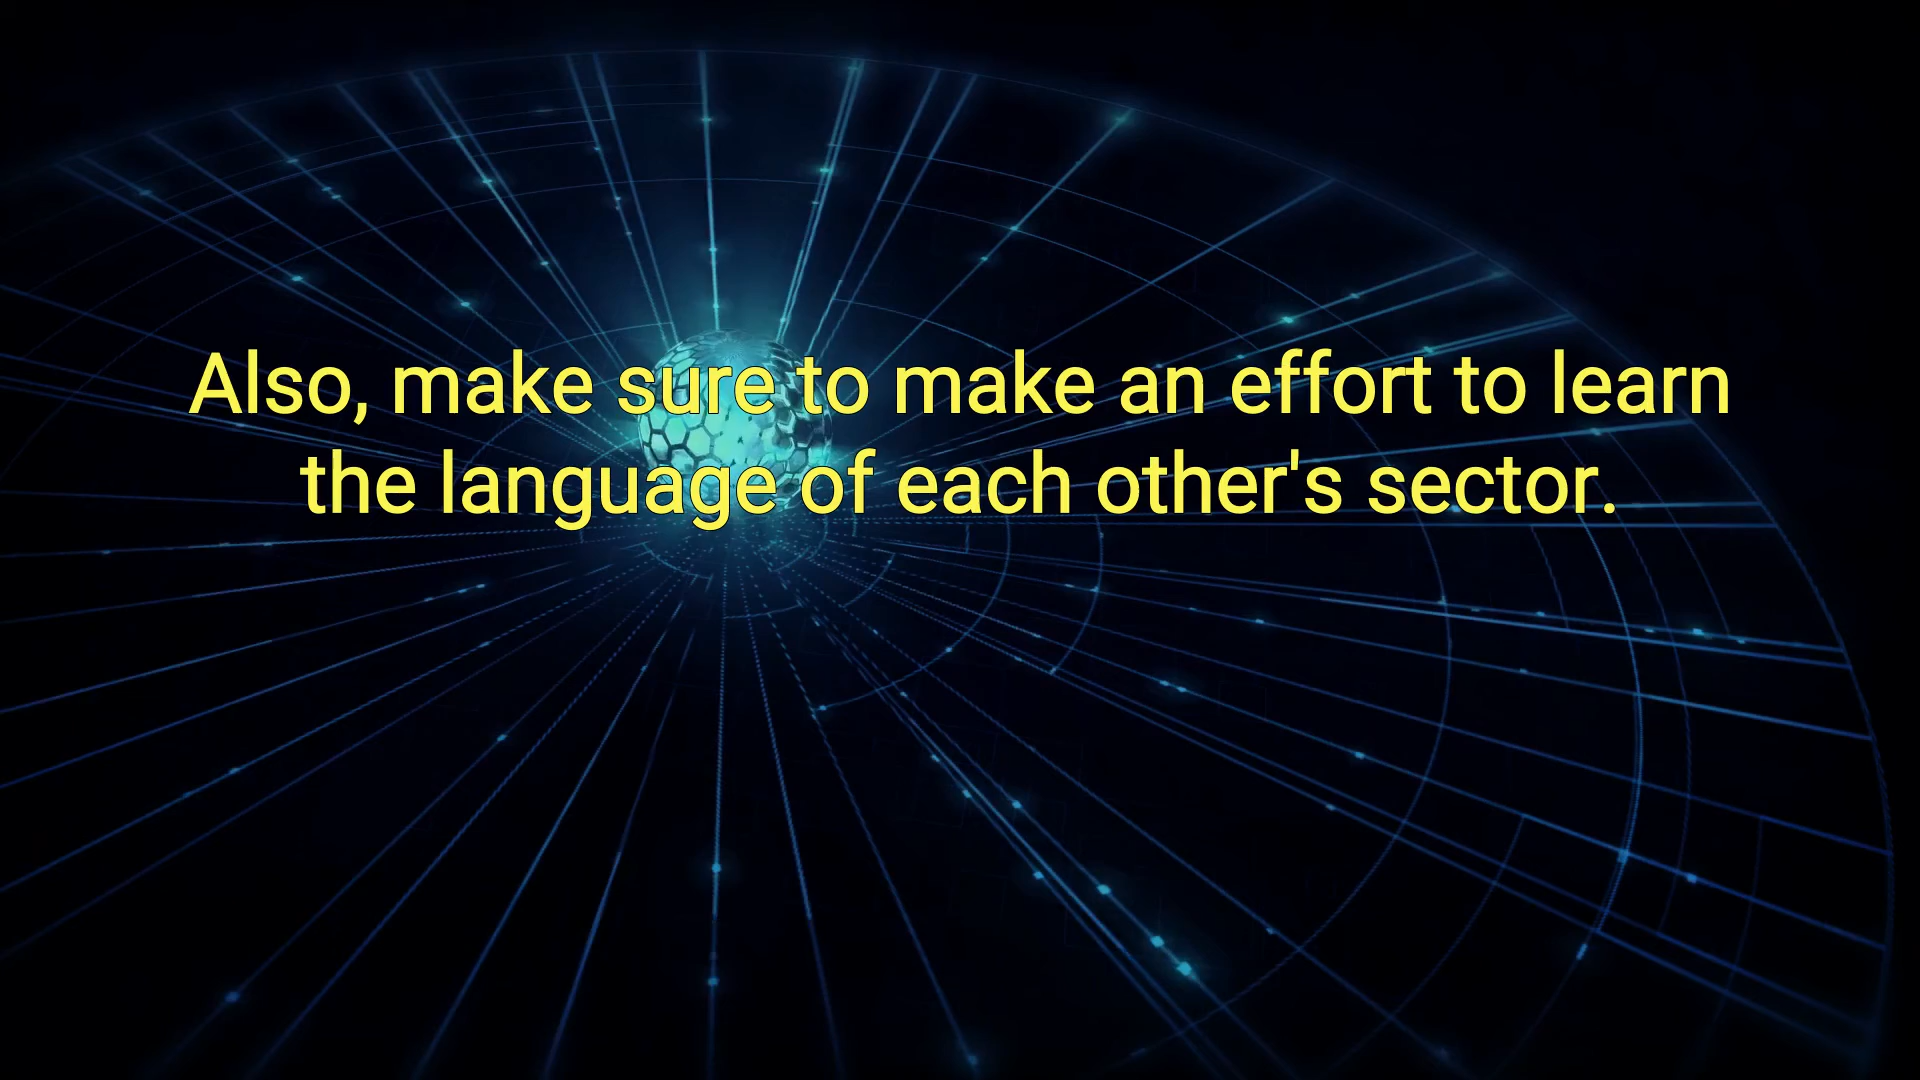 Also, make sure to make an effort to learn
the language of each other's sector.